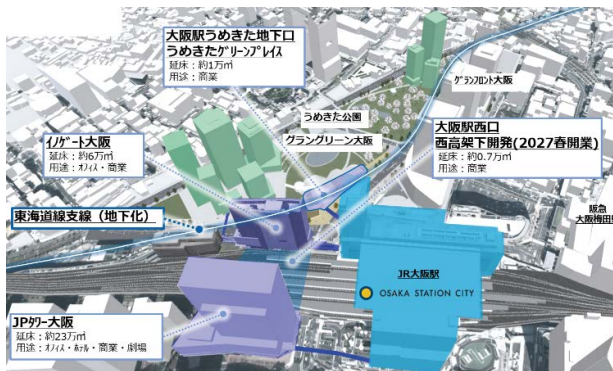 大阪駅うめきた地下口
うめきたグリーンプレイス
延床：約1万㎡
用途：商業
グランフロント大阪
うめきた公園
グラングリーン大阪
大阪駅西口
西高架下開発(2027春開業)
延床：約0.7万㎡
用途：商業
イノゲート大阪
延床：約6万㎡
用途：オフィス・商業
阪急
大阪梅田駅
東海道線支線（地下化）
JR大阪駅
OSAKA STATION CITY
JPタワー大阪
延床：約23万㎡
用途：オフィス・ホテル・商業・劇場